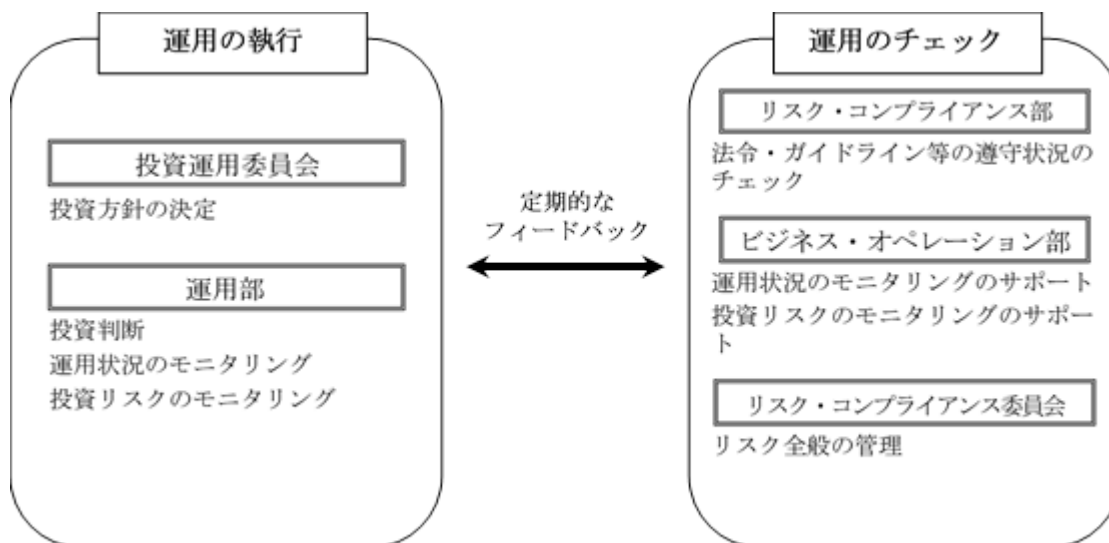 運用の執行
投資運用委員会
投資方針の決定
運用部
投資判断
運用状況のモニタリング
投資リスクのモニタリング
定期的な
フィードバック
運用のチェック
リスク・コンプライアンス部
法令・ガイドライン等の遵守状況の
チェック
ビジネス・オペレーション部
運用状況のモニタリングのサポート
投資リスクのモニタリングのサポー
ト
リスク・コンプライアンス委員会
リスク全般の管理